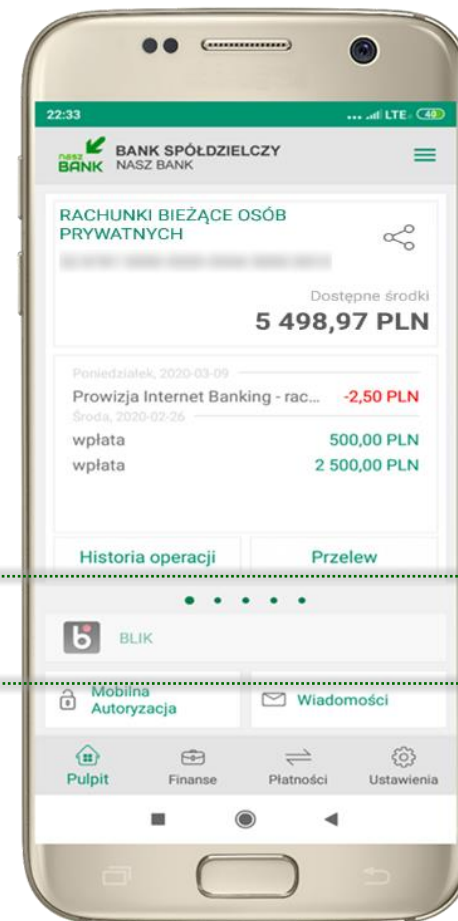 22:33
... LTE 40
nasz BANK
BANK SPÓŁDZIELCZY
NASZ BANK
RACHUNKI BIEŻĄCE OSÓB
PRYWATNYCH
Dostępne środki
5 498,97 PLN
Poniedziałek, 2020-03-09
Prowizja Internet Banking - rac... -2,50 PLN
Środa, 2020-02-26
wpłata 500,00 PLN
wpłata 2 500,00 PLN
Historia operacji Przelew
b BLIK
Mobilna
Autoryzacja
Wiadomości
Pulpit Finanse Płatności Ustawienia